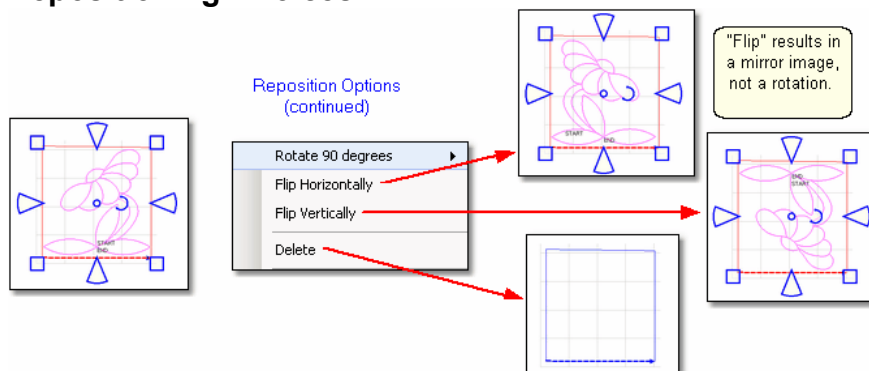 Reposition Options
(continued)
"Flip" results in
a mirror image,
not a rotation.
Rotate 90 degrees
Flip Horizontally
Flip Vertically
Delete
START
END
START
END
END
START